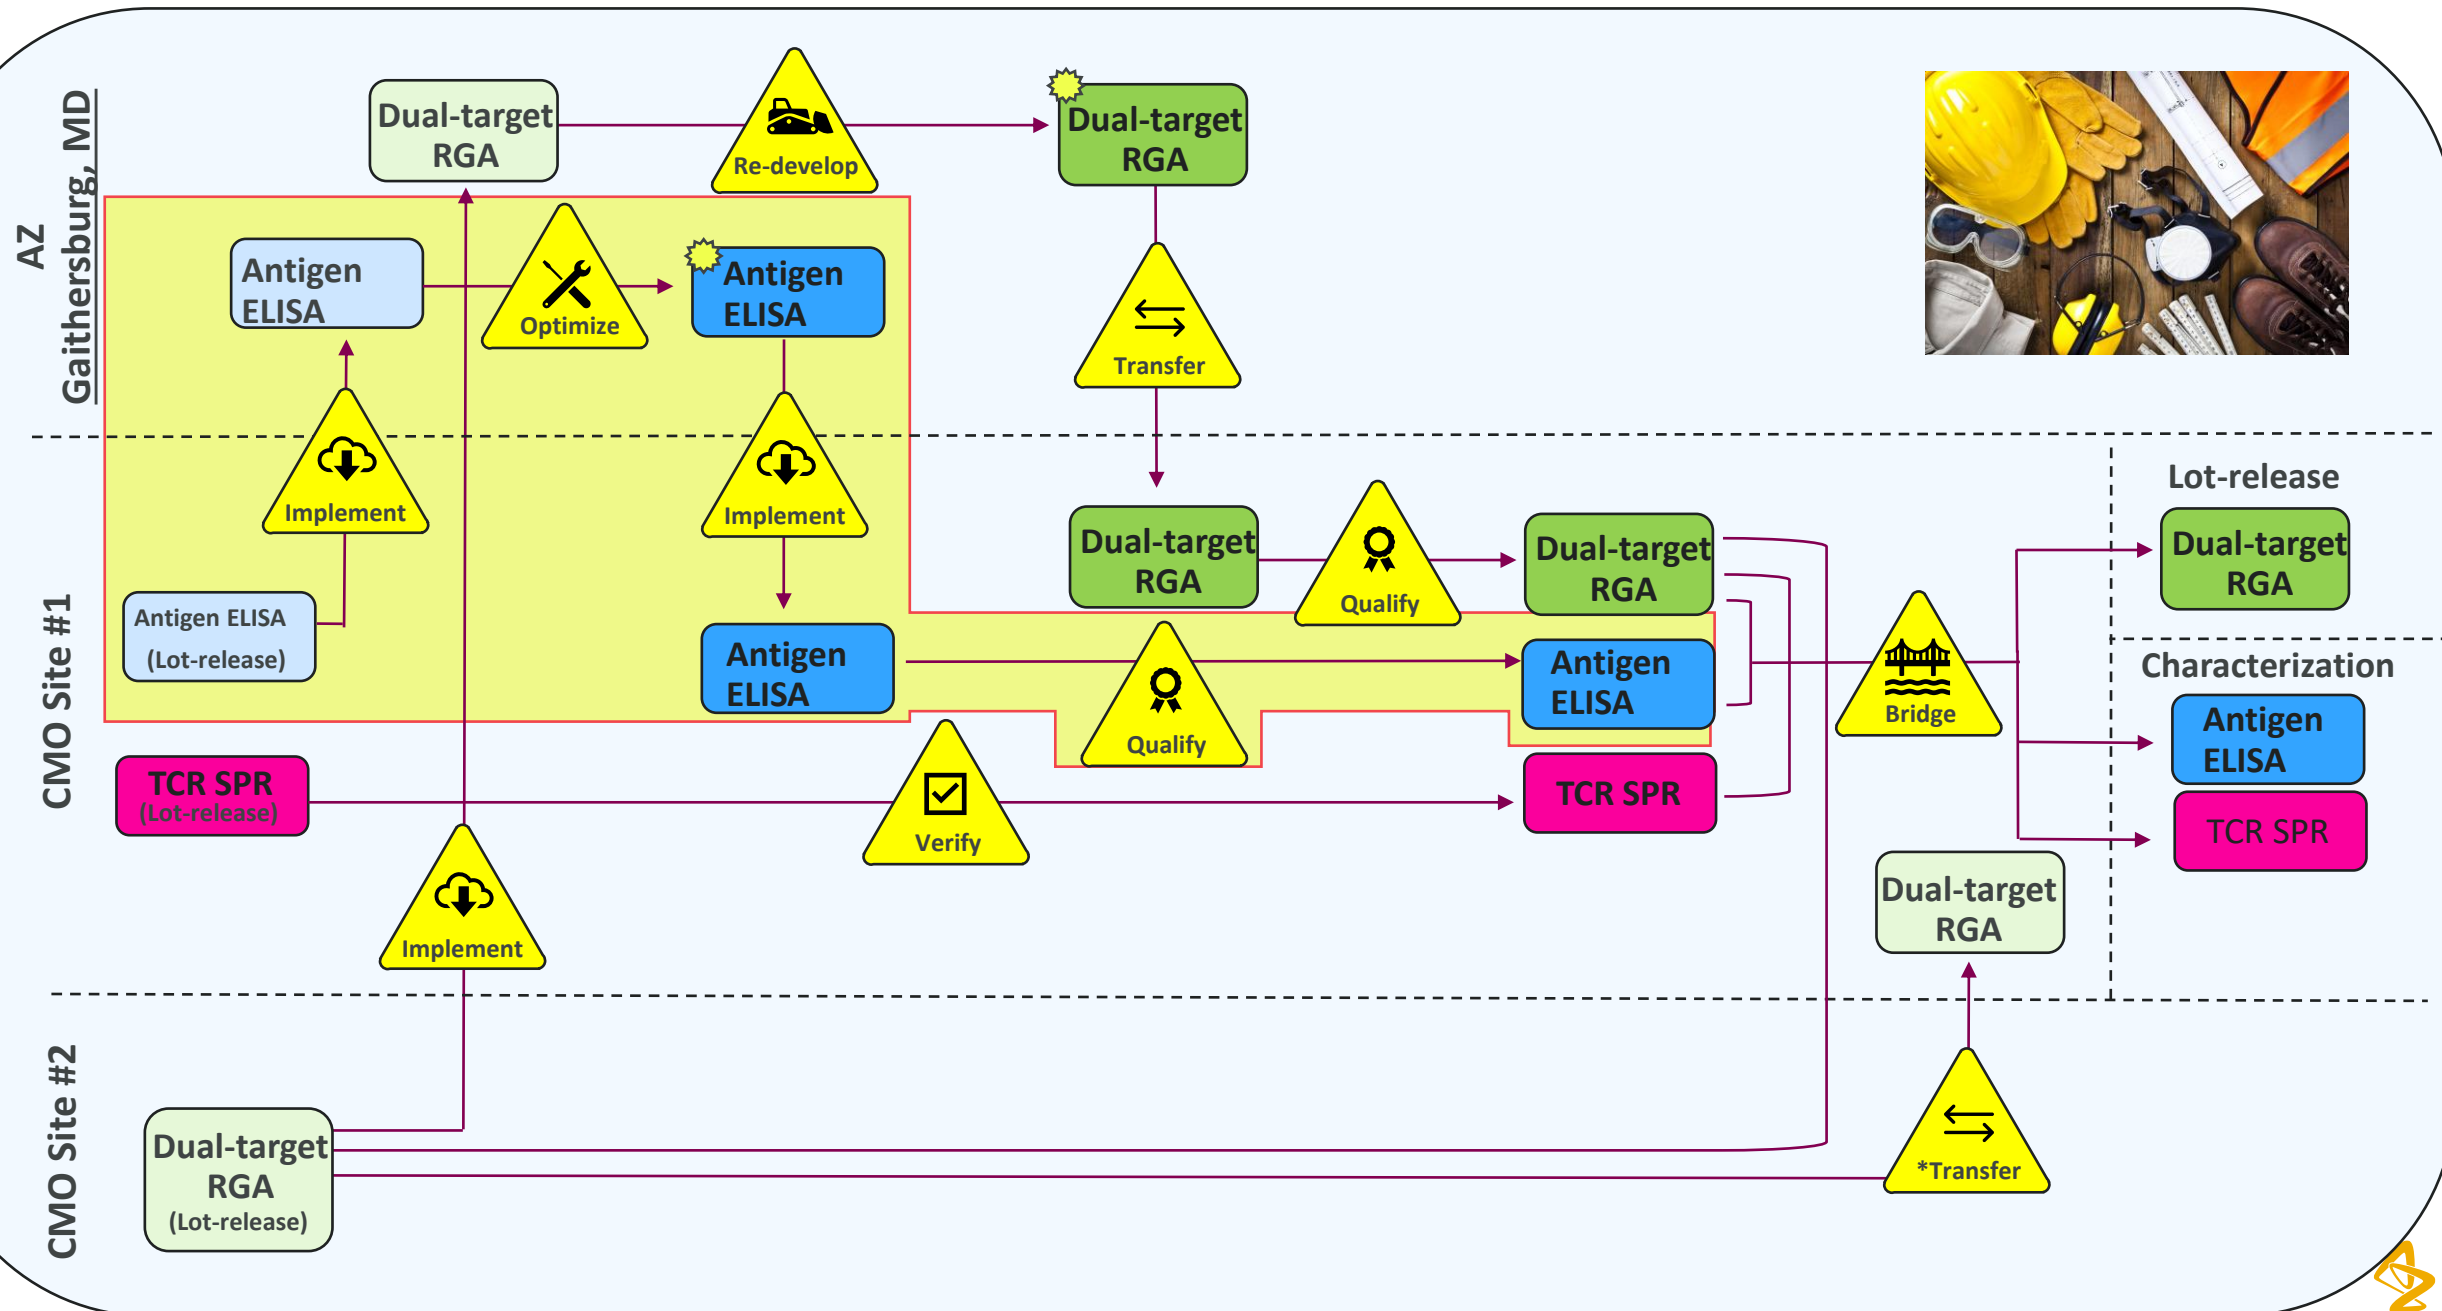 AZ
Gaithersburg, MD
Dual-target
RGA
Re-develop
Dual-target
RGA
Antigen
ELISA
Optimize
Antigen
ELISA
Transfer
Implement
Implement
CMO Site #1
Antigen ELISA
(Lot-release)
Antigen
ELISA
Dual-target
RGA
Qualify
Dual-target
RGA
Qualify
Antigen
ELISA
TCR SPR
(Lot-release)
Verify
TCR SPR
Bridge
Lot-release
Dual-target
RGA
Characterization
Antigen
ELISA
TCR SPR
Implement
Dual-target
RGA
CMO Site #2
Dual-target
RGA
(Lot-release)
*Transfer